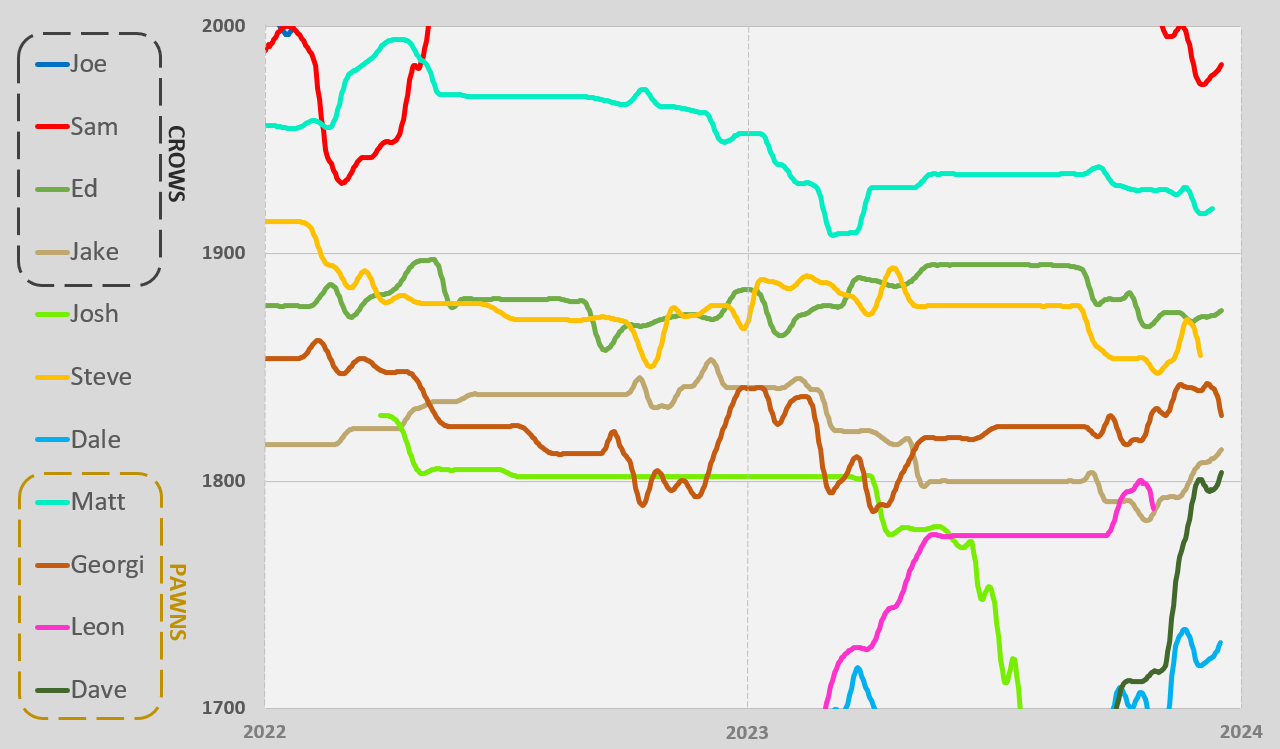 2000
1900
1800
1700
2022
2023
2024
Joe
Sam
Ed
Jake
CROWS
Josh
Steve
Dale
Matt
Georgi
Leon
Dave
PAWNS